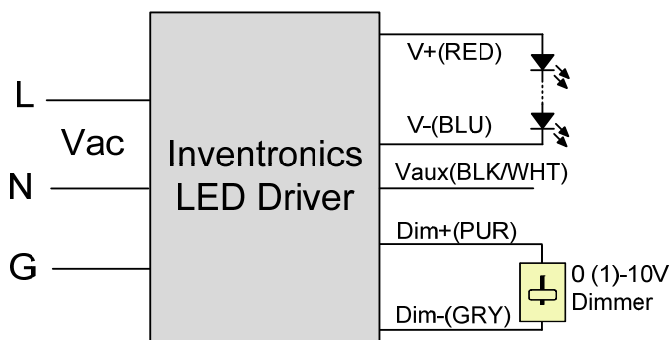 L
Vac
N
G
Inventronics
LED Driver
V+(RED)
V-(BLU)
Vaux(BLK/WHT)
Dim+(PUR)
0 (1)-10V
Dimmer
Dim-(GRY)